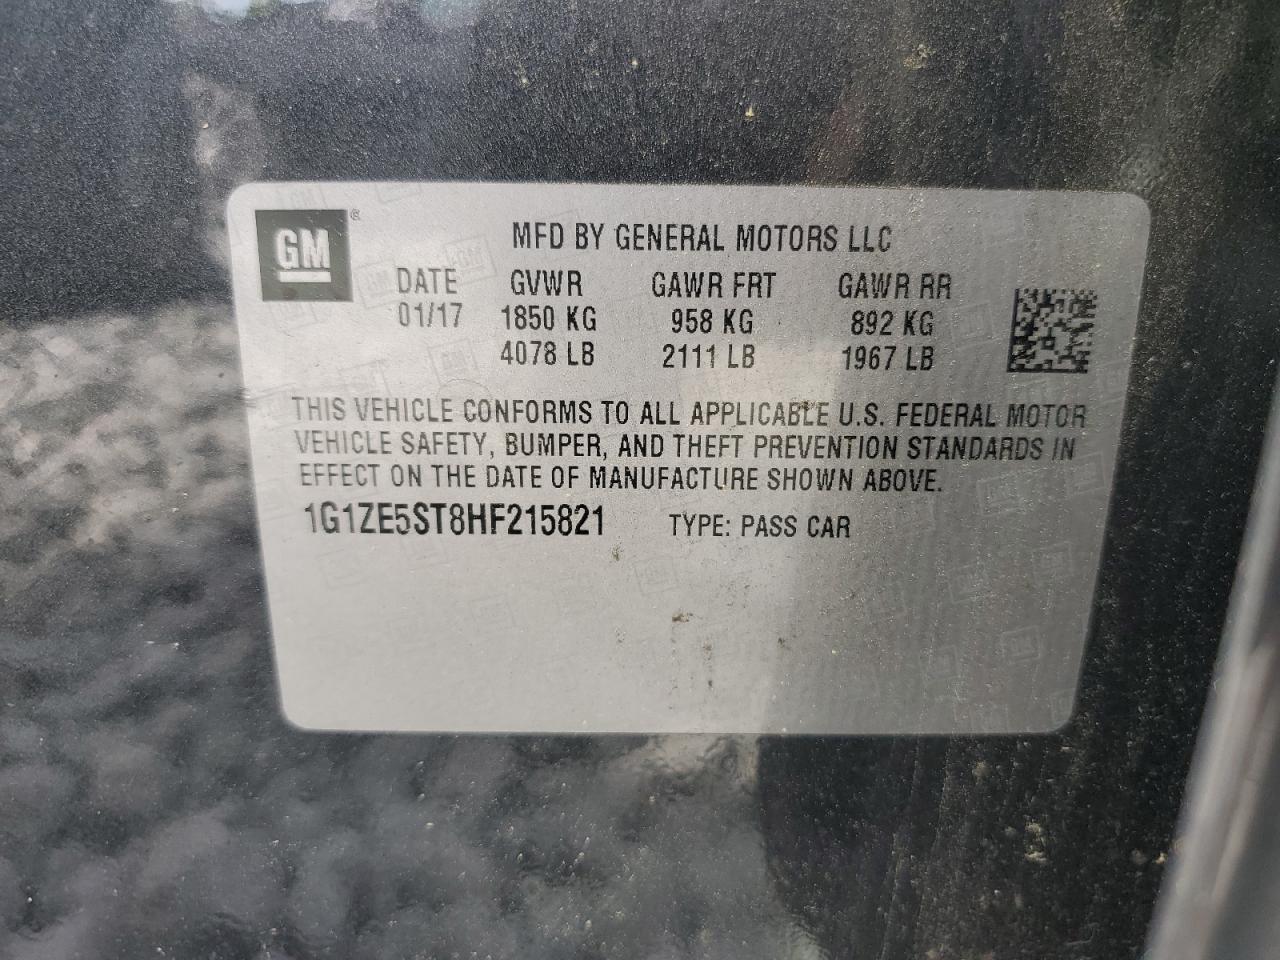 GM ®
MFD BY GENERAL MOTORS LLC
DATE GVWR GAWR FRT GAWR RR
01/17 1850 KG 958 KG 892 KG
4078 LB 2111 LB 1967 LB
THIS VEHICLE CONFORMS TO ALL APPLICABLE U.S. FEDERAL MOTOR
VEHICLE SAFETY, BUMPER, AND THEFT PREVENTION STANDARDS IN
EFFECT ON THE DATE OF MANUFACTURE SHOWN ABOVE.
1G1ZE5ST8HF215821 TYPE: PASS CAR